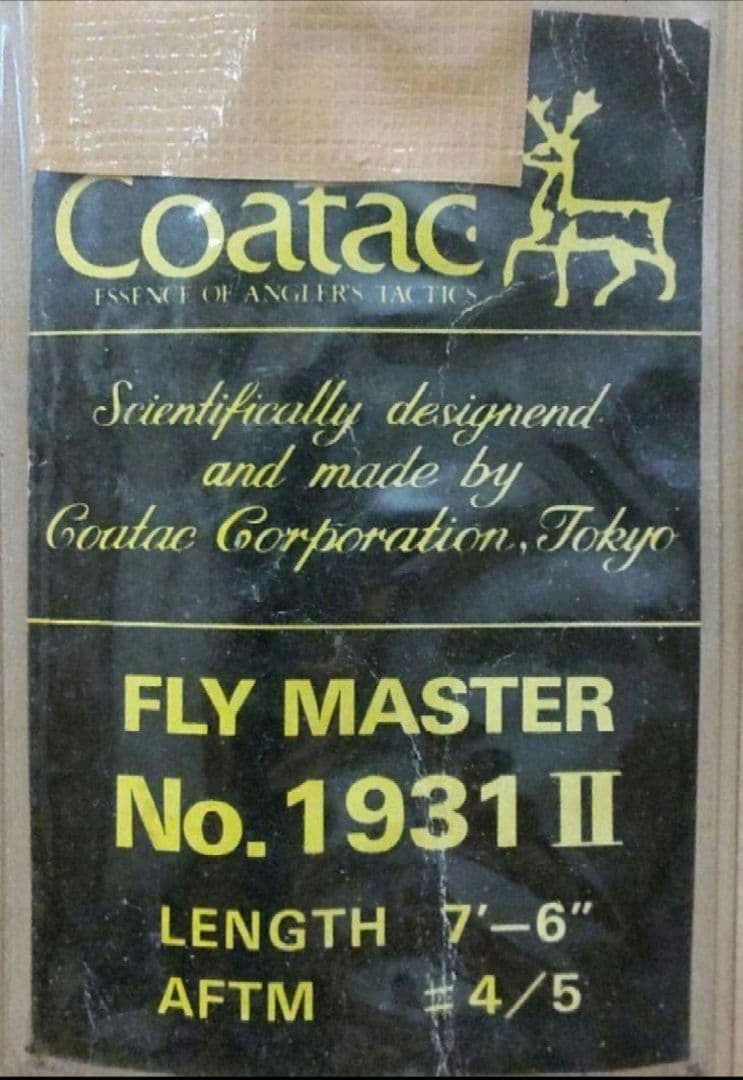 Coatac
ESSENCE OF ANGLER'S TACTICS
Scientifically designend
and made by
Coatac Corporation, Tokyo
FLY MASTER
No. 1931 II
LENGTH 7'-6"
AFTM # 4/5